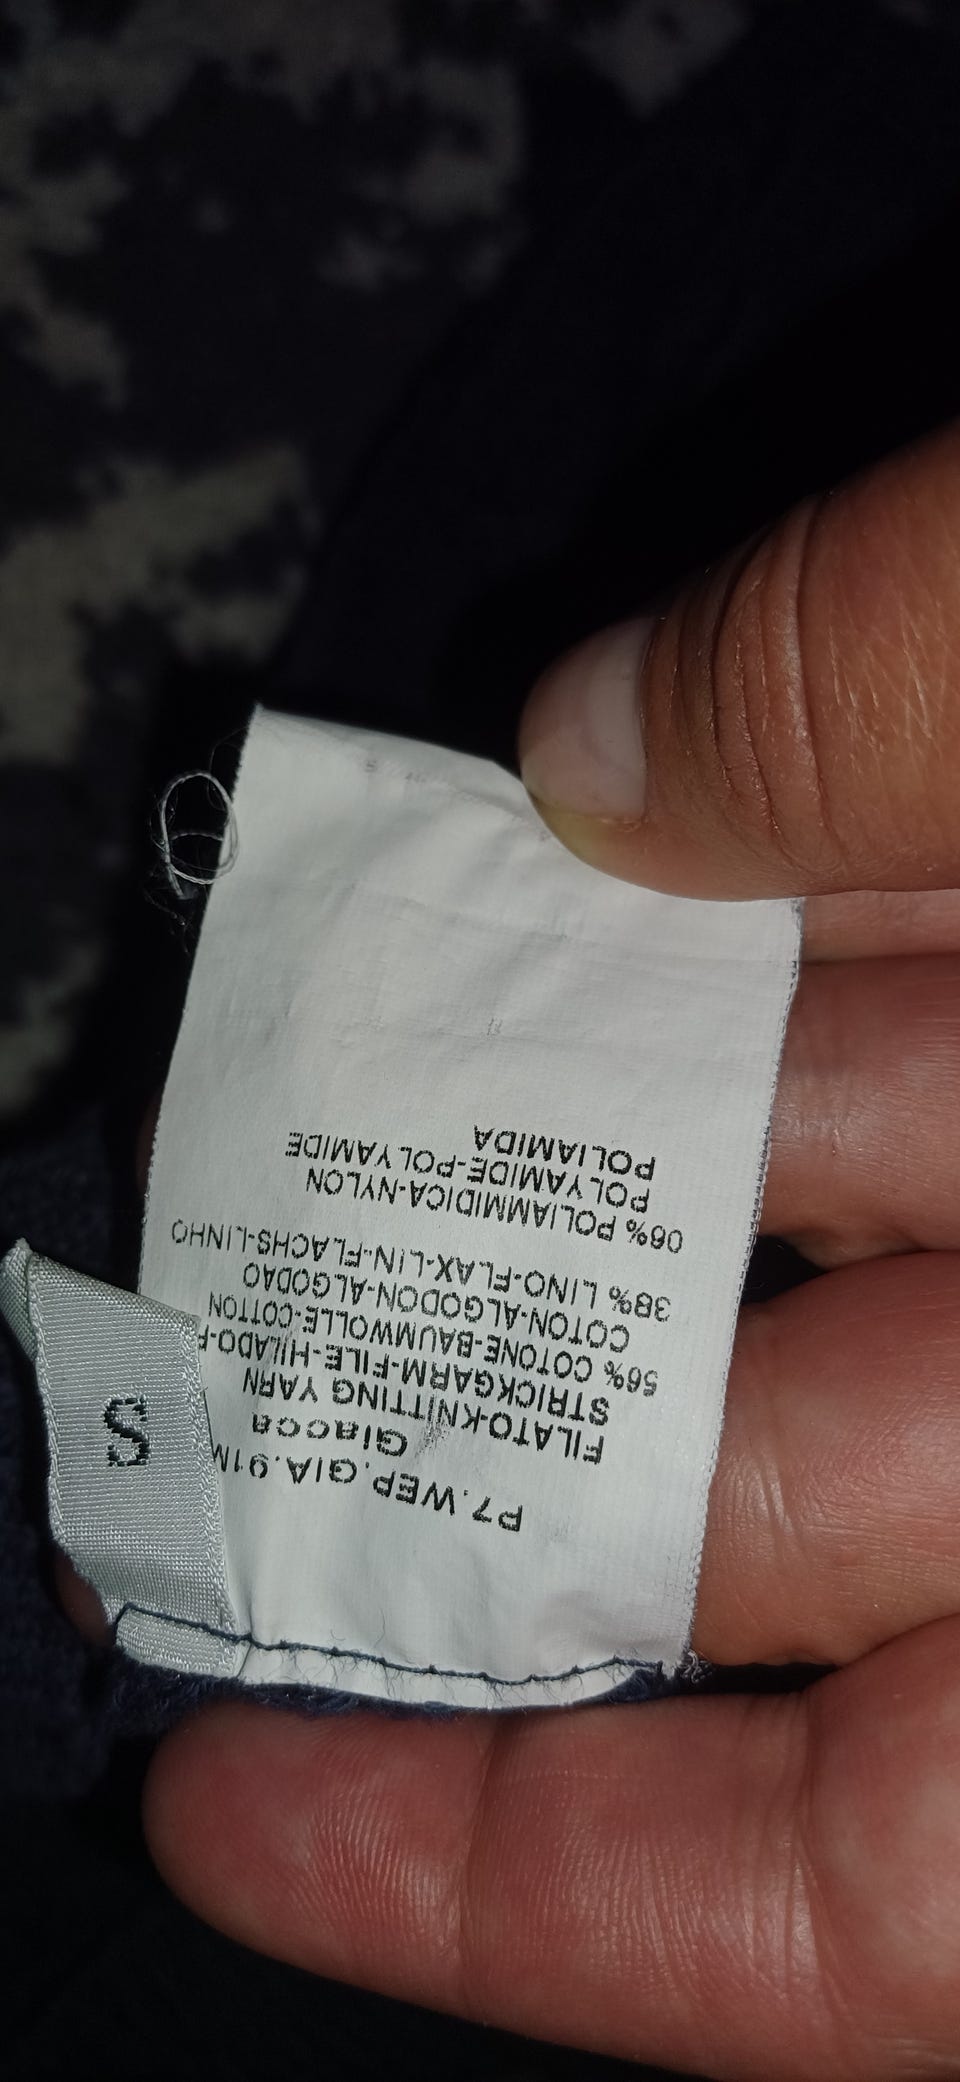 P7.WEP.GIA.91M
Giacca
FILATO-KNITTING YARN
STRICKGARM-FILE-HILADO-F
56% COTONE-BAUMWOLLE-COTTON
COTON-ALGODON-ALGODAO
38% LINO-FLAX-LIN-FLACHS-LINHO
06% POLIAMMIDICA-NYLON
POLYAMIDE-POLYAMIDE
POLIAMIDA
S